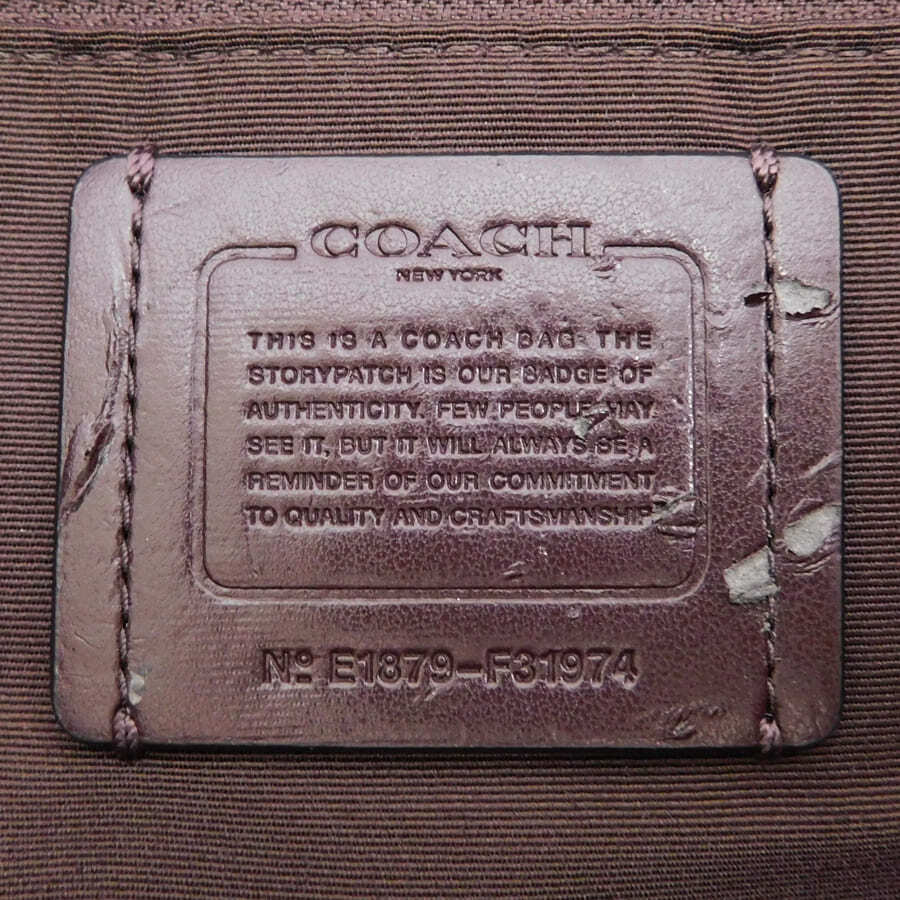 COACH
NEW YORK
THIS IS A COACH BAG. THE
STORYPATCH IS OUR BADGE OF
AUTHENTICITY. FEW PEOPLE MAY
SEE IT, BUT IT WILL ALWAYS BE A
REMINDER OF OUR COMMITMENT
TO QUALITY AND CRAFTSMANSHIP.
Nº E1879-F31974